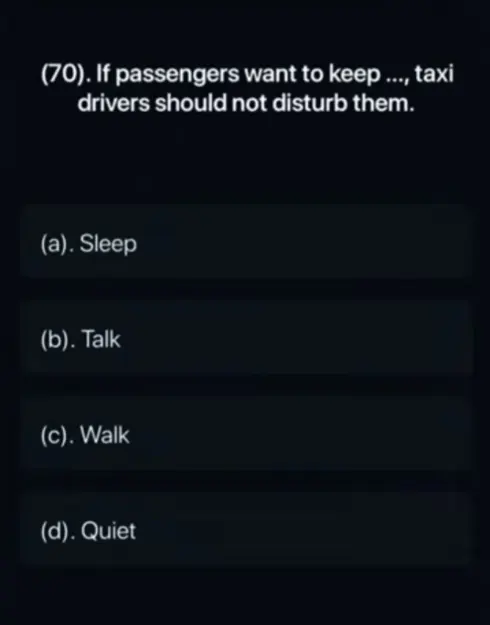 (70). If passengers want to keep ..., taxi
drivers should not disturb them.
(a). Sleep
(b). Talk
(c). Walk
(d). Quiet